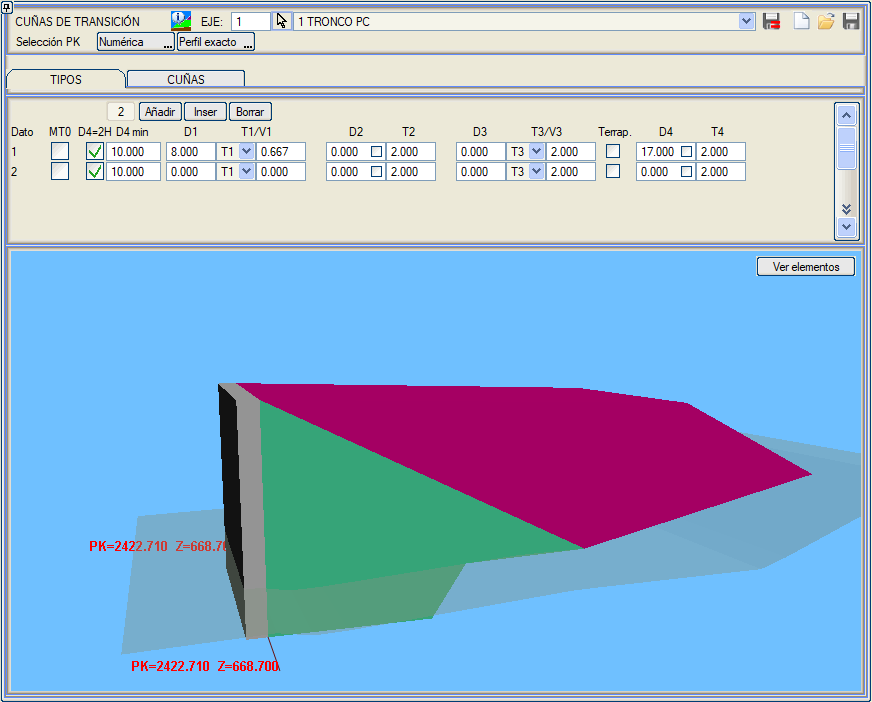 CUÑAS DE TRANSICIÓN EJE: 1 1 TRONCO PC
Selección PK Numérica ... Perfil exacto ...
TIPOS CUÑAS
2 Añadir Inser Borrar
Dato MT0 D4=2H D4 min D1 T1/V1 D2 T2 D3 T3/V3 Terrap. D4 T4
1 10.000 8.000 T1 0.667 0.000 2.000 0.000 T3 2.000 17.000 2.000
2 10.000 0.000 T1 0.000 0.000 2.000 0.000 T3 2.000 0.000 2.000
Ver elementos
PK=2422.710 Z=668.7
PK=2422.710 Z=668.700